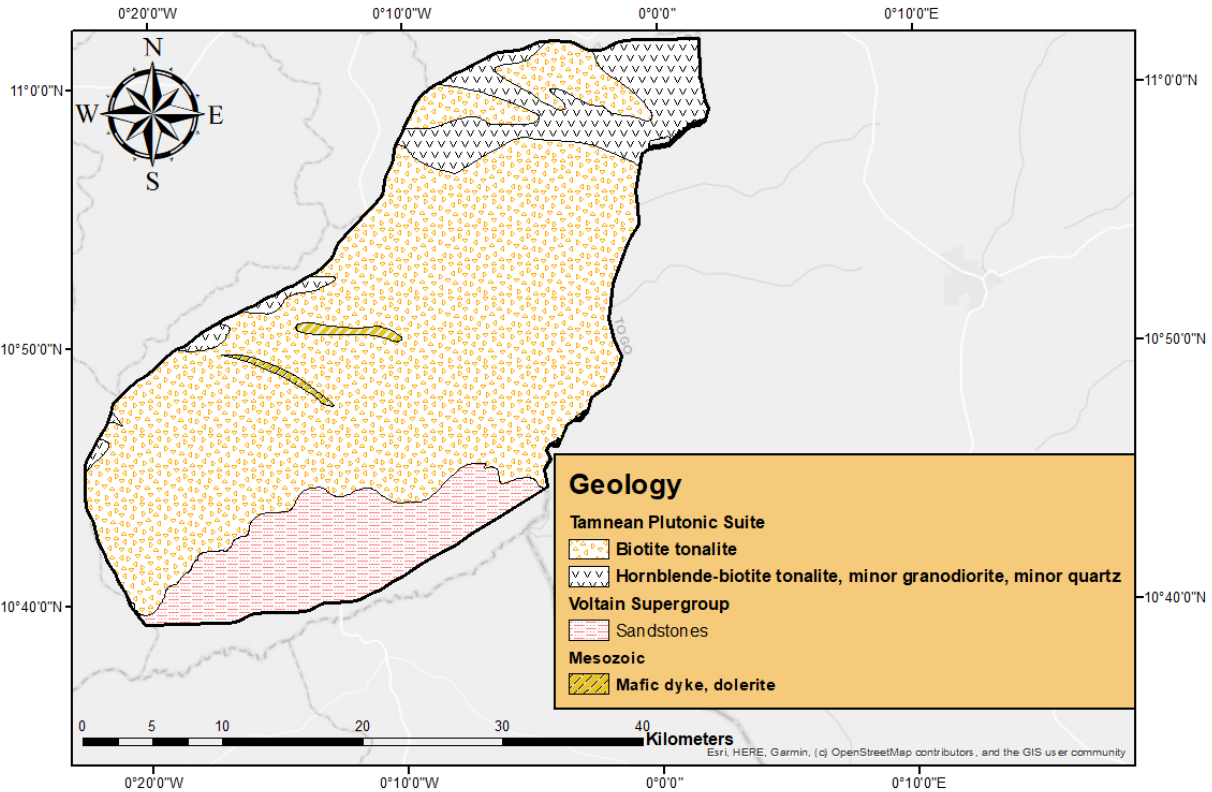 0°20'0"W 0°10'0"W 0°0'0" 0°10'0"E
N
W E
S
11°0'0"N 11°0'0"N
10°50'0"N 10°50'0"N
10°40'0"N 10°40'0"N
TOGO
Geology
Tamnean Plutonic Suite
Biotite tonalite
Hornblende-biotite tonalite, minor granodiorite, minor quartz
Voltain Supergroup
Sandstones
Mesozoic
Mafic dyke, dolerite
0 5 10 20 30 40
Kilometers
Esri, HERE, Garmin, (c) OpenStreetMap contributors, and the GIS user community
0°20'0"W 0°10'0"W 0°0'0" 0°10'0"E